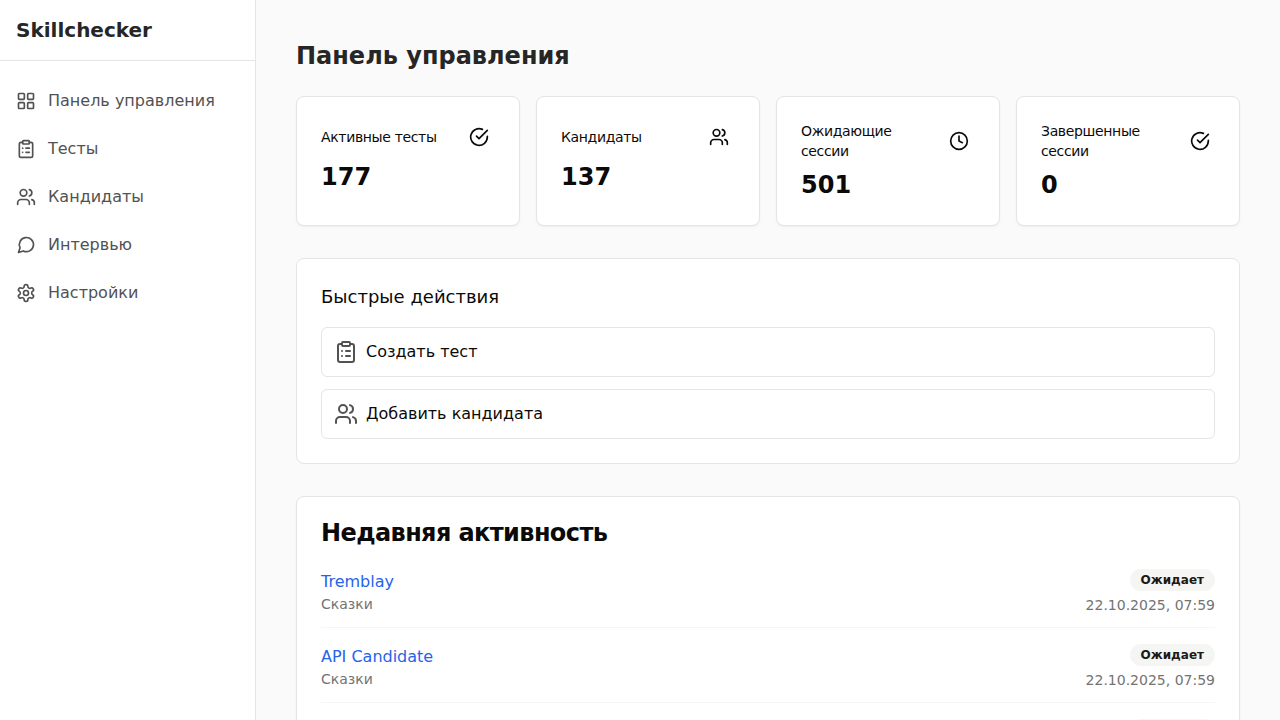 Skillchecker
Панель управления
Тесты
Кандидаты
Интервью
Настройки
Панель управления
Активные тесты
177
Кандидаты
137
Ожидающие
сессии
501
Завершенные
сессии
0
Быстрые действия
Создать тест
Добавить кандидата
Недавняя активность
Tremblay
Ожидает
Сказки
22.10.2025, 07:59
API Candidate
Ожидает
Сказки
22.10.2025, 07:59